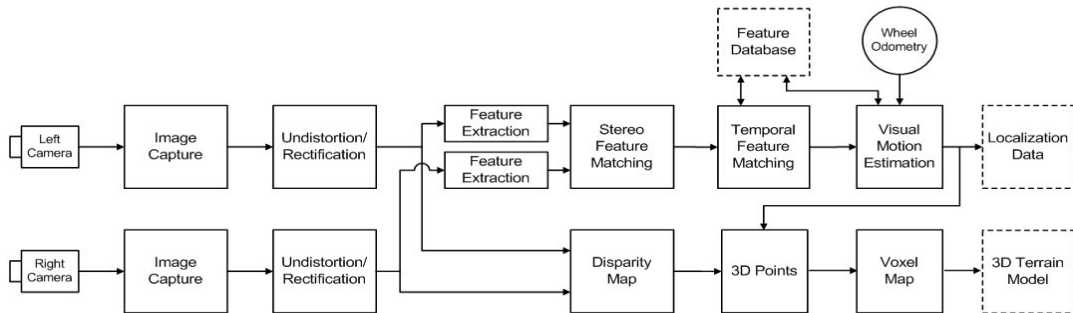 Feature
Database
Wheel
Odometry
Left
Camera
Image
Capture
Undistortion/
Rectification
Feature
Extraction
Feature
Extraction
Stereo
Feature
Matching
Temporal
Feature
Matching
Visual
Motion
Estimation
Localization
Data
Right
Camera
Image
Capture
Undistortion/
Rectification
Disparity
Map
3D Points
Voxel
Map
3D Terrain
Model